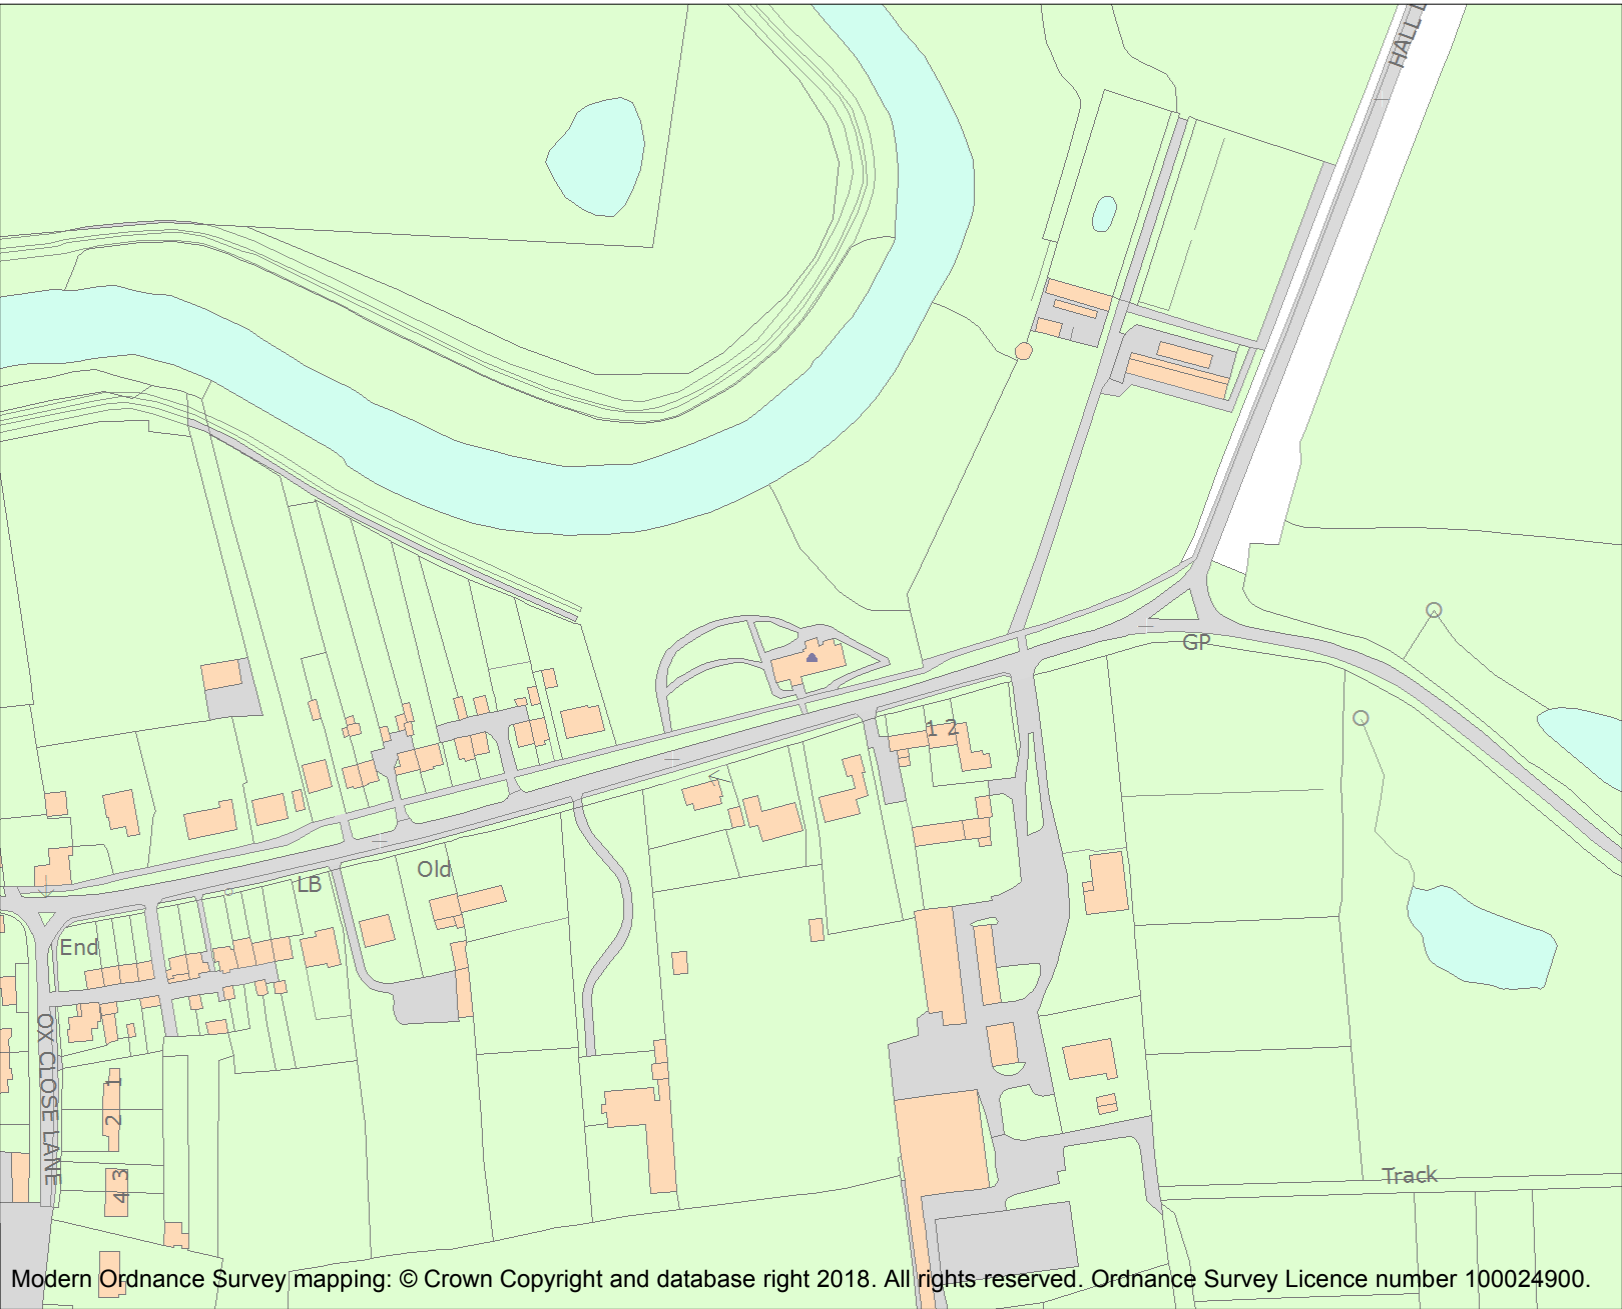 HALL L
GP
1 2
Old
LB
End
OX CLOSE LANE
1
2
3
4
Track
Modern Ordnance Survey mapping: © Crown Copyright and database right 2018. All rights reserved. Ordnance Survey Licence number 100024900.